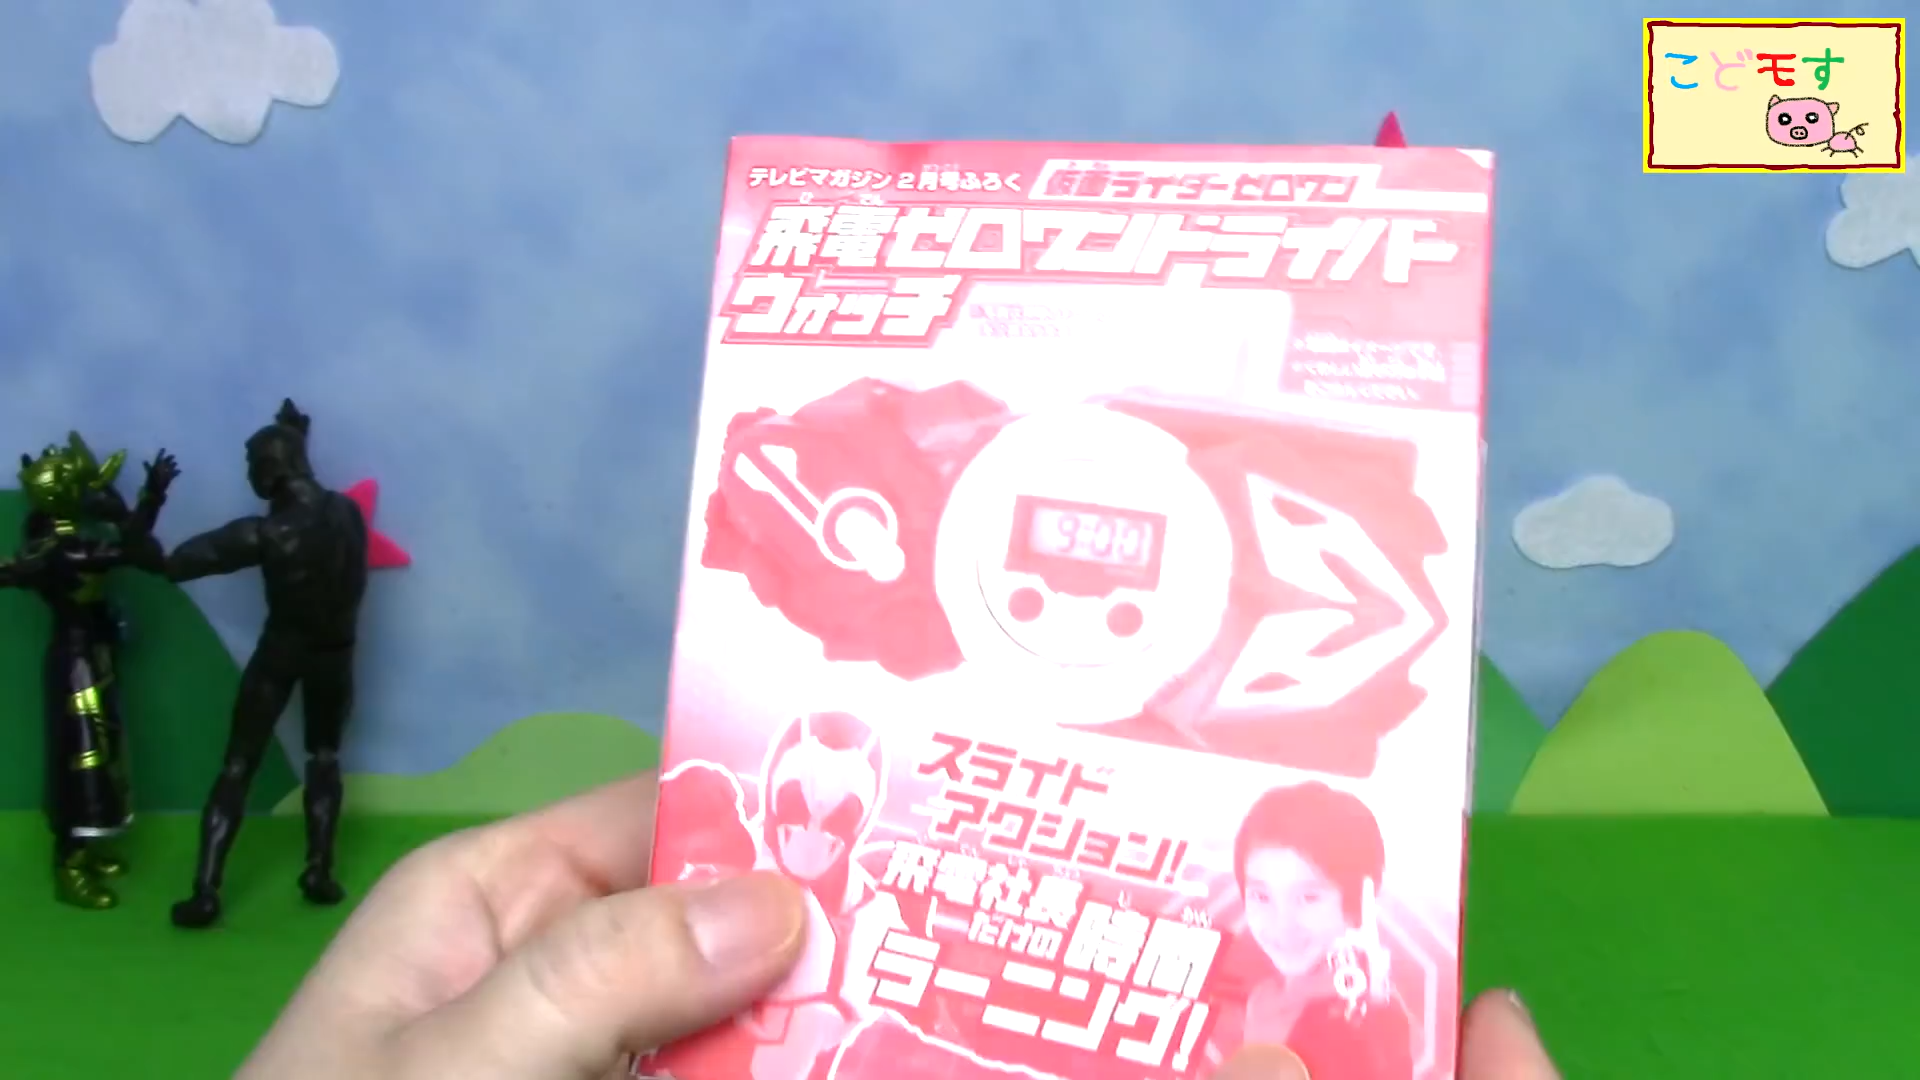 こどモす
テレビマガジン2月号ふろく
仮面ライダーゼロワン
飛電ゼロワンドライバー
ウォッチ
9:00
スライド
アクション!
飛電社長
だけの時間
ラーニング!